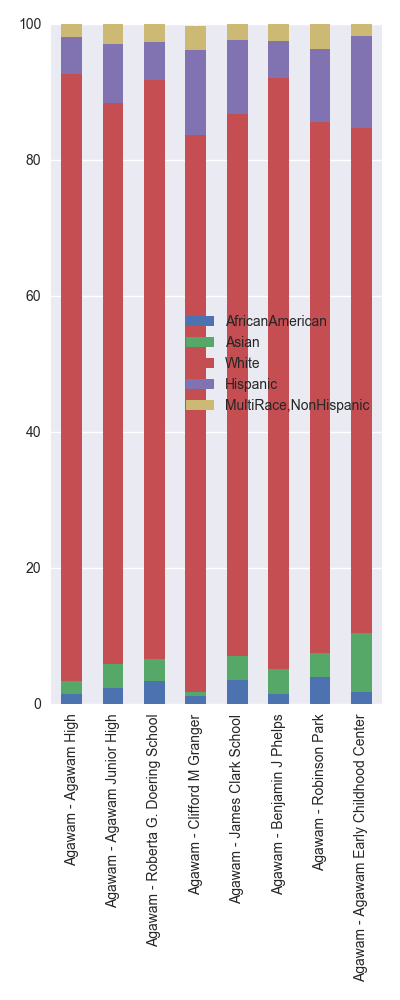 100
80
60
40
20
0
AfricanAmerican
Asian
White
Hispanic
MultiRace,NonHispanic
Agawam - Agawam High
Agawam - Agawam Junior High
Agawam - Roberta G. Doering School
Agawam - Clifford M Granger
Agawam - James Clark School
Agawam - Benjamin J Phelps
Agawam - Robinson Park
Agawam - Agawam Early Childhood Center